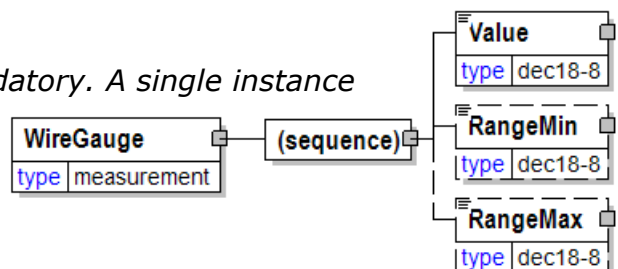 Value
type dec18-8
datory. A single instance
RangeMin
type dec18-8
WireGauge
type measurement
(sequence)
RangeMax
type dec18-8